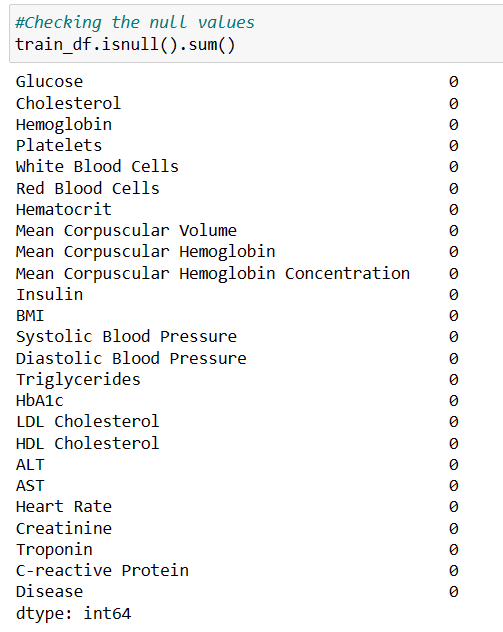 #Checking the null values
train_df.isnull().sum()
Glucose 0
Cholesterol 0
Hemoglobin 0
Platelets 0
White Blood Cells 0
Red Blood Cells 0
Hematocrit 0
Mean Corpuscular Volume 0
Mean Corpuscular Hemoglobin 0
Mean Corpuscular Hemoglobin Concentration 0
Insulin 0
BMI 0
Systolic Blood Pressure 0
Diastolic Blood Pressure 0
Triglycerides 0
HbA1c 0
LDL Cholesterol 0
HDL Cholesterol 0
ALT 0
AST 0
Heart Rate 0
Creatinine 0
Troponin 0
C-reactive Protein 0
Disease 0
dtype: int64